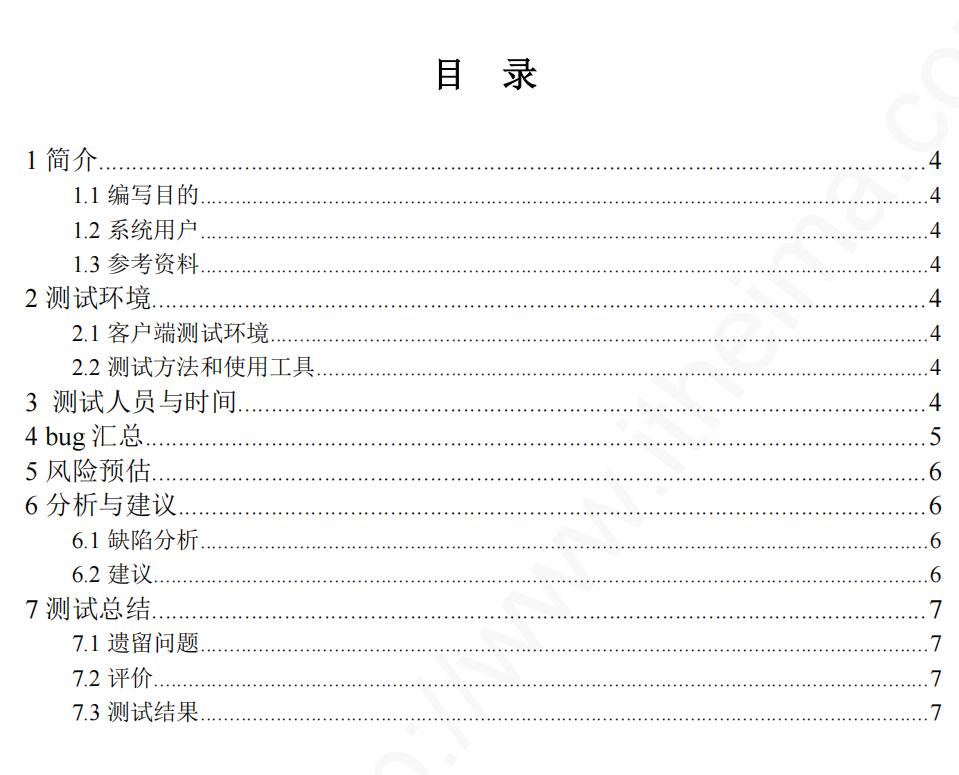 目 录
1 简介........................................4
1.1 编写目的........................................4
1.2 系统用户........................................4
1.3 参考资料........................................4
2 测试环境........................................4
2.1 客户端测试环境........................................4
2.2 测试方法和使用工具........................................4
3 测试人员与时间........................................4
4 bug 汇总........................................5
5 风险预估........................................6
6 分析与建议........................................6
6.1 缺陷分析........................................6
6.2 建议........................................6
7 测试总结........................................7
7.1 遗留问题........................................7
7.2 评价........................................7
7.3 测试结果........................................7
p://www.itheima.co